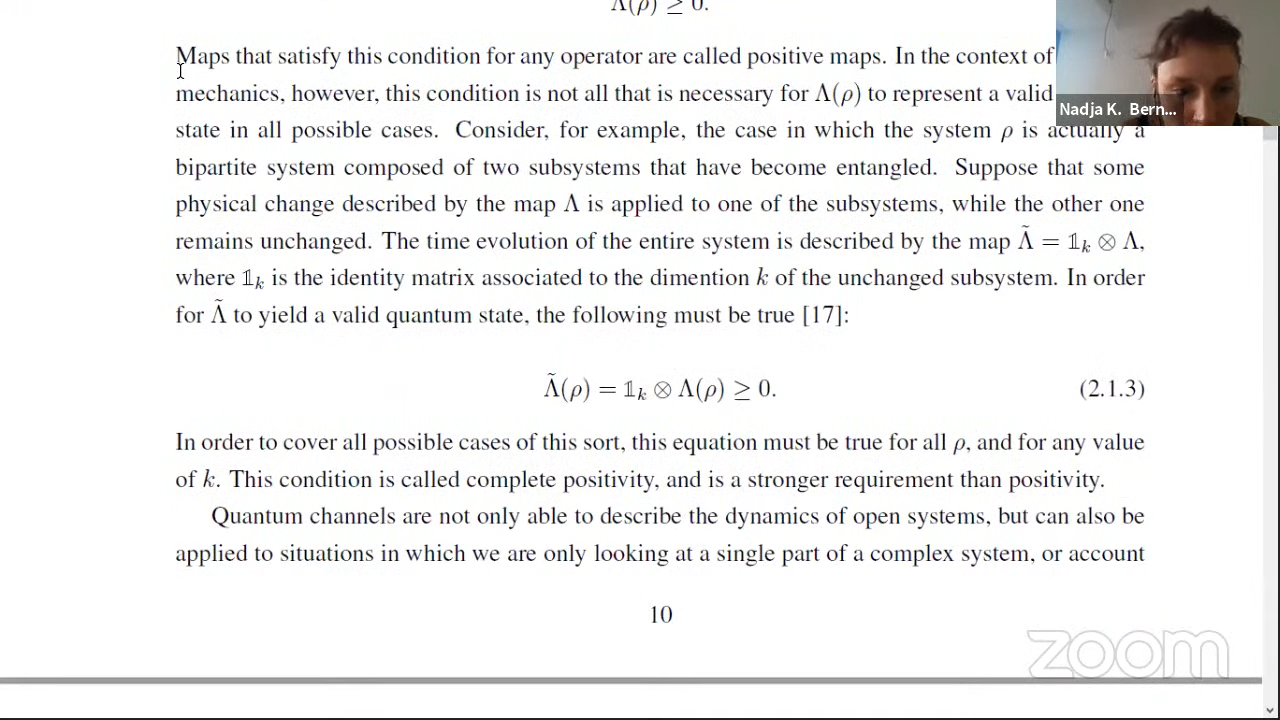 Λ(ρ) ≥ 0.
Maps that satisfy this condition for any operator are called positive maps. In the context of
mechanics, however, this condition is not all that is necessary for Λ(ρ) to represent a valid
Nadja K. Bern...
state in all possible cases. Consider, for example, the case in which the system ρ is actually a
bipartite system composed of two subsystems that have become entangled. Suppose that some
physical change described by the map Λ is applied to one of the subsystems, while the other one
remains unchanged. The time evolution of the entire system is described by the map Λ̃ = 𝟙ₖ ⊗ Λ,
where 𝟙ₖ is the identity matrix associated to the dimention k of the unchanged subsystem. In order
for Λ̃ to yield a valid quantum state, the following must be true [17]:
Λ̃(ρ) = 𝟙ₖ ⊗ Λ(ρ) ≥ 0. (2.1.3)
In order to cover all possible cases of this sort, this equation must be true for all ρ, and for any value
of k. This condition is called complete positivity, and is a stronger requirement than positivity.
Quantum channels are not only able to describe the dynamics of open systems, but can also be
applied to situations in which we are only looking at a single part of a complex system, or account
10
zoom